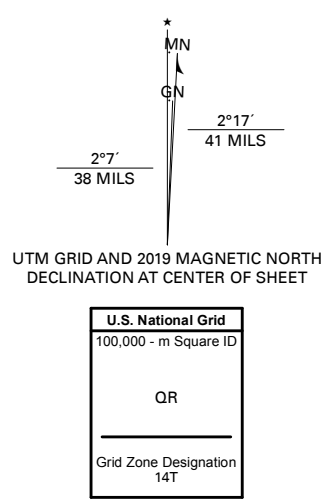 MN
GN
2°17´
41 MILS
2°7´
38 MILS
UTM GRID AND 2019 MAGNETIC NORTH
DECLINATION AT CENTER OF SHEET
U.S. National Grid
100,000 - m Square ID
QR
Grid Zone Designation
14T